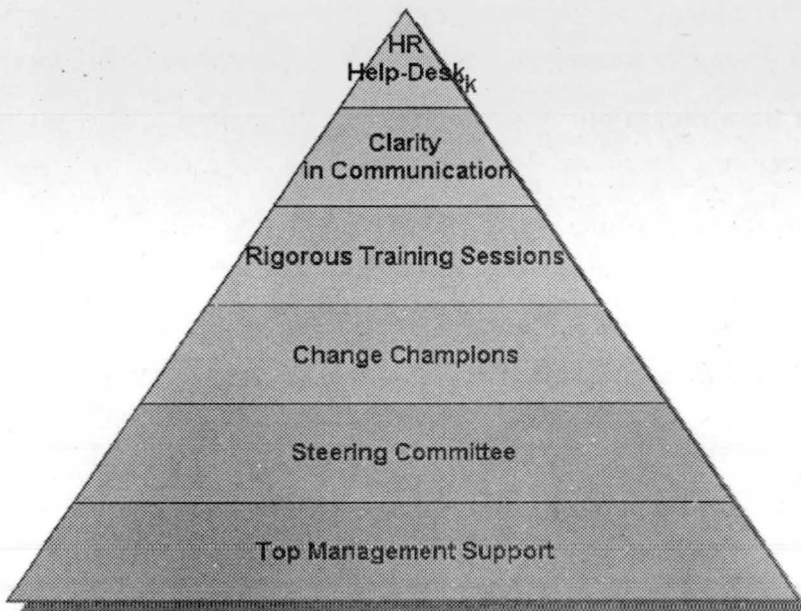 HR
Help-Desk
k
Clarity
in Communication
Rigorous Training Sessions
Change Champions
Steering Committee
Top Management Support